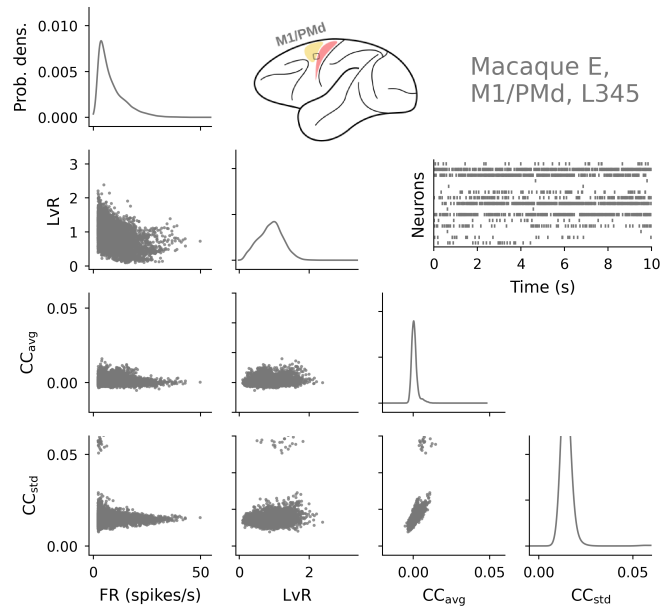 M1/PMd
Macaque E,
M1/PMd, L345
Prob. dens.
0.010
0.005
0.000
LvR
3
2
1
0
Neurons
0 2 4 6 8 10
Time (s)
CCavg
0.05
0.00
CCstd
0.05
0.00
0 50
FR (spikes/s)
0 2
LvR
0.00 0.05
CCavg
0.00 0.05
CCstd